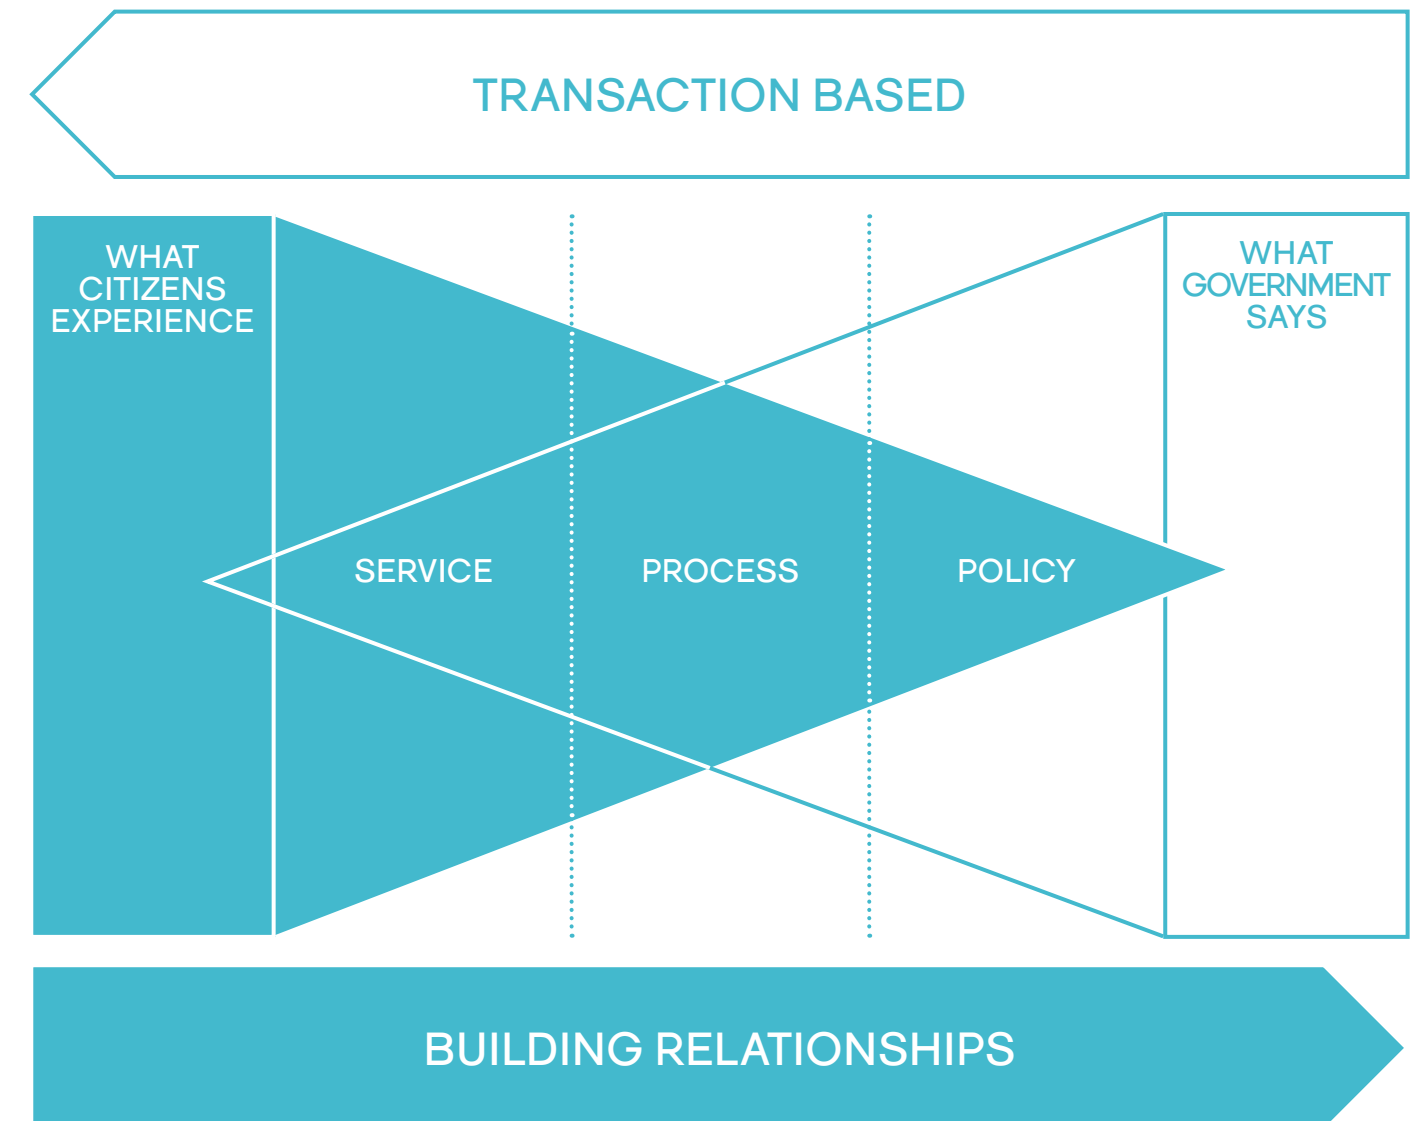 TRANSACTION BASED
WHAT
CITIZENS
EXPERIENCE
WHAT
GOVERNMENT
SAYS
SERVICE
PROCESS
POLICY
BUILDING RELATIONSHIPS